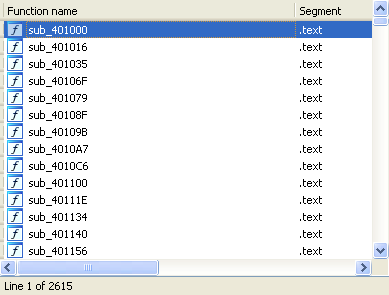 Function name Segment
f sub_401000 .text
f sub_401016 .text
f sub_401035 .text
f sub_40106F .text
f sub_401079 .text
f sub_40108F .text
f sub_40109B .text
f sub_4010A7 .text
f sub_4010C6 .text
f sub_401100 .text
f sub_40111E .text
f sub_401134 .text
f sub_401140 .text
f sub_401156 .text
Line 1 of 2615